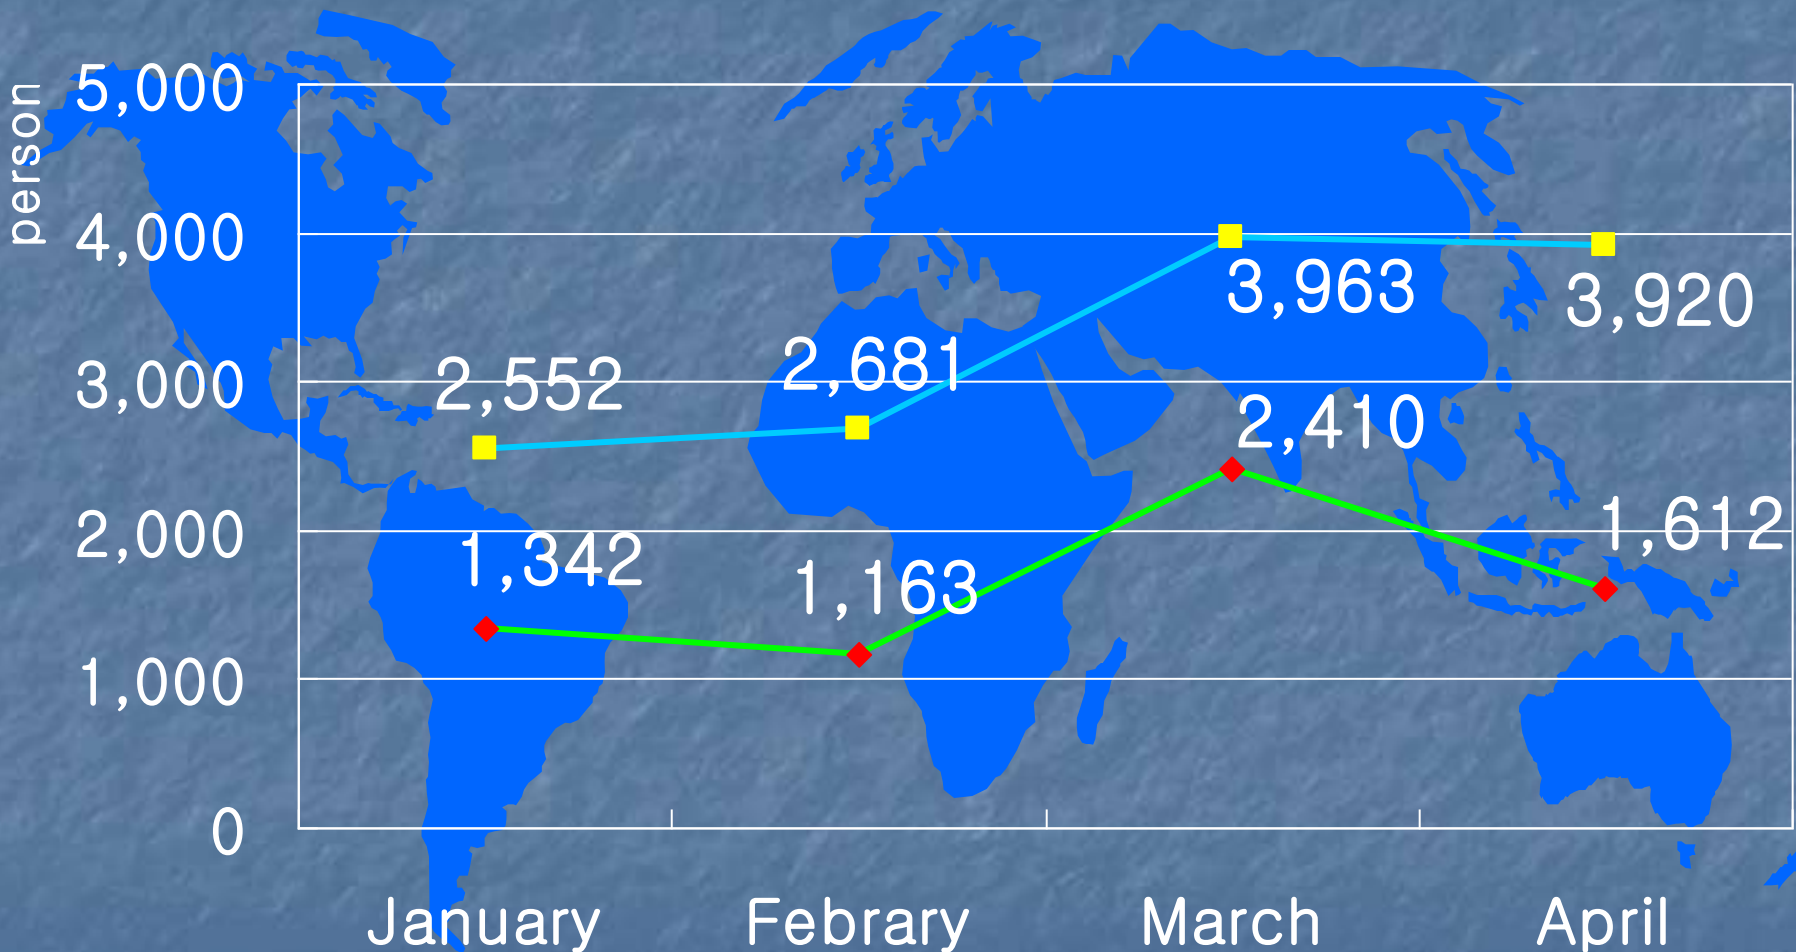 person
5,000
4,000
3,000
2,000
1,000
0
2,552
2,681
3,963
3,920
1,342
1,163
2,410
1,612
January
Febrary
March
April